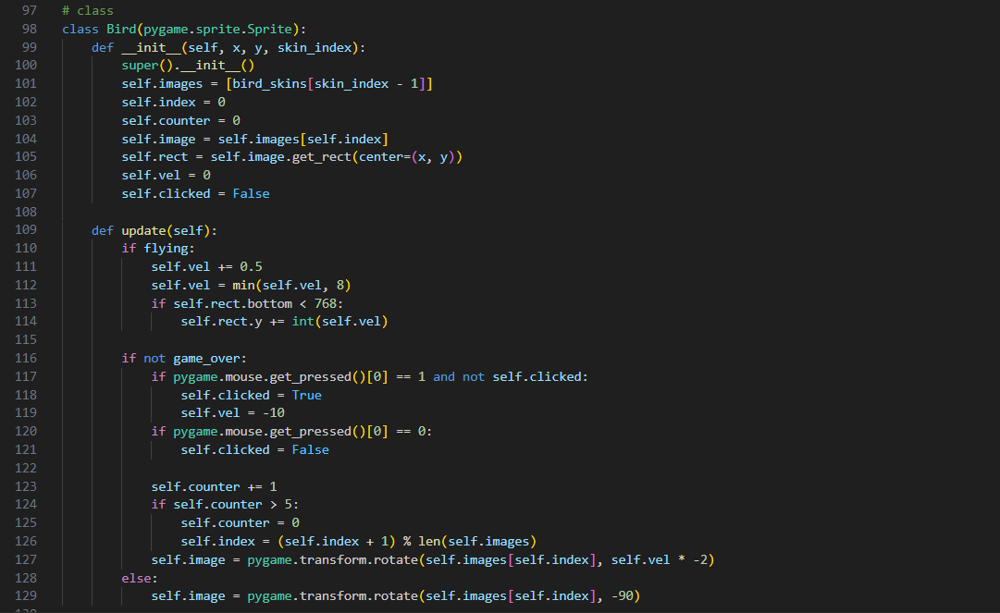 97 # class
98 class Bird(pygame.sprite.Sprite):
99     def __init__(self, x, y, skin_index):
100         super().__init__()
101         self.images = [bird_skins[skin_index - 1]]
102         self.index = 0
103         self.counter = 0
104         self.image = self.images[self.index]
105         self.rect = self.image.get_rect(center=(x, y))
106         self.vel = 0
107         self.clicked = False
108
109     def update(self):
110         if flying:
111             self.vel += 0.5
112             self.vel = min(self.vel, 8)
113             if self.rect.bottom < 768:
114                 self.rect.y += int(self.vel)
115
116         if not game_over:
117             if pygame.mouse.get_pressed()[0] == 1 and not self.clicked:
118                 self.clicked = True
119                 self.vel = -10
120             if pygame.mouse.get_pressed()[0] == 0:
121                 self.clicked = False
122
123             self.counter += 1
124             if self.counter > 5:
125                 self.counter = 0
126                 self.index = (self.index + 1) % len(self.images)
127             self.image = pygame.transform.rotate(self.images[self.index], self.vel * -2)
128         else:
129             self.image = pygame.transform.rotate(self.images[self.index], -90)